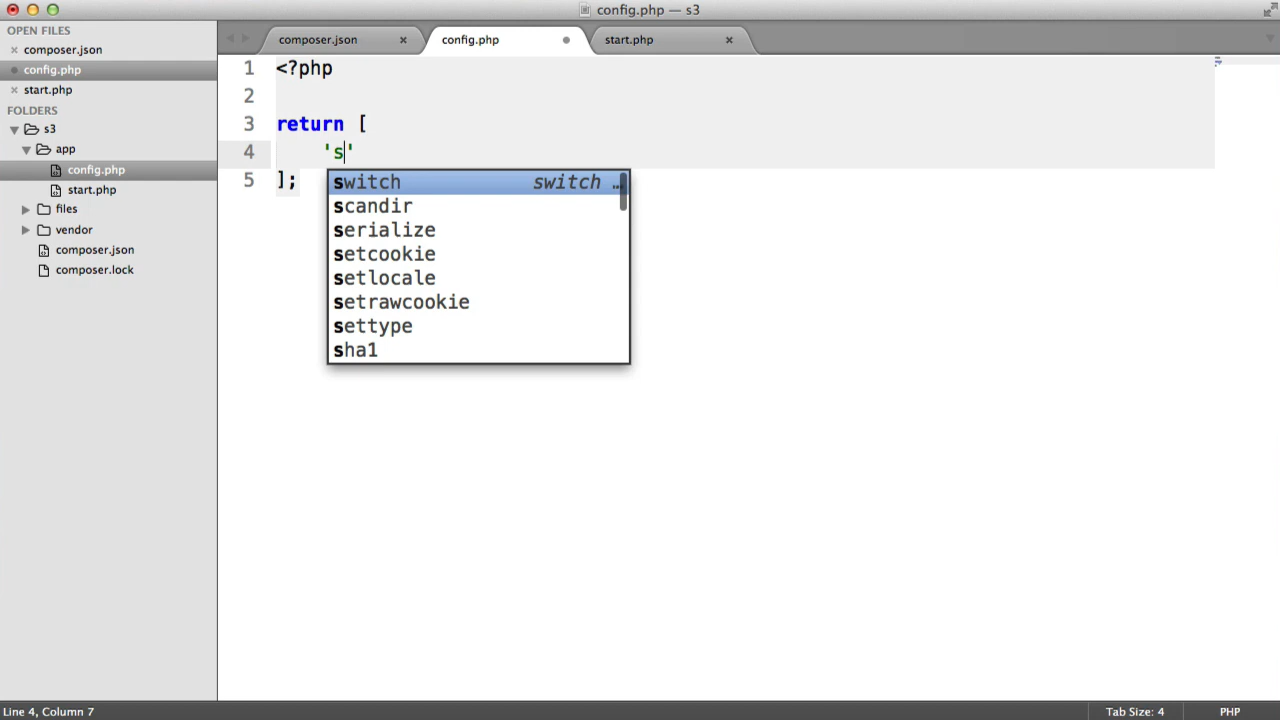 config.php — s3
OPEN FILES
composer.json
config.php
start.php
FOLDERS
s3
app
config.php
start.php
files
vendor
composer.json
composer.lock
composer.json
config.php
start.php
1 <?php
2
3 return [
4 's'
5 ];
switch switch …
scandir
serialize
setcookie
setlocale
setrawcookie
settype
sha1
Line 4, Column 7
Tab Size: 4
PHP